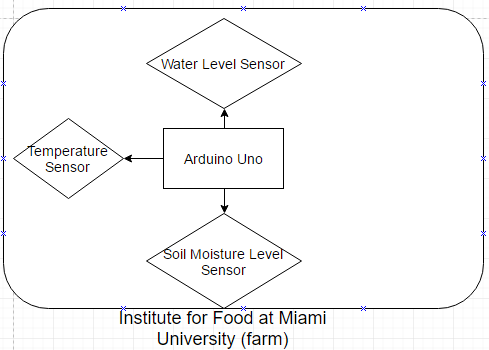 Water Level Sensor
Temperature
Sensor
Arduino Uno
Soil Moisture Level
Sensor
Institute for Food at Miami
University (farm)